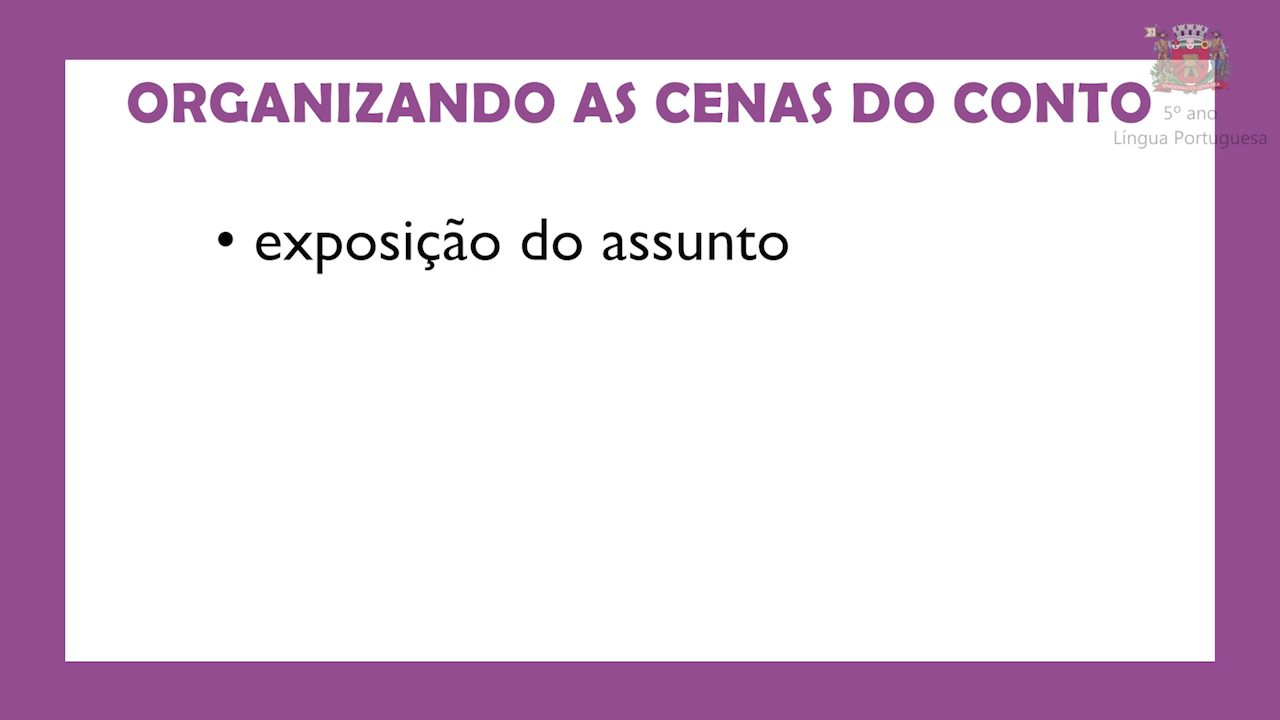 ORGANIZANDO AS CENAS DO CONTO
5º ano
Língua Portuguesa
• exposição do assunto